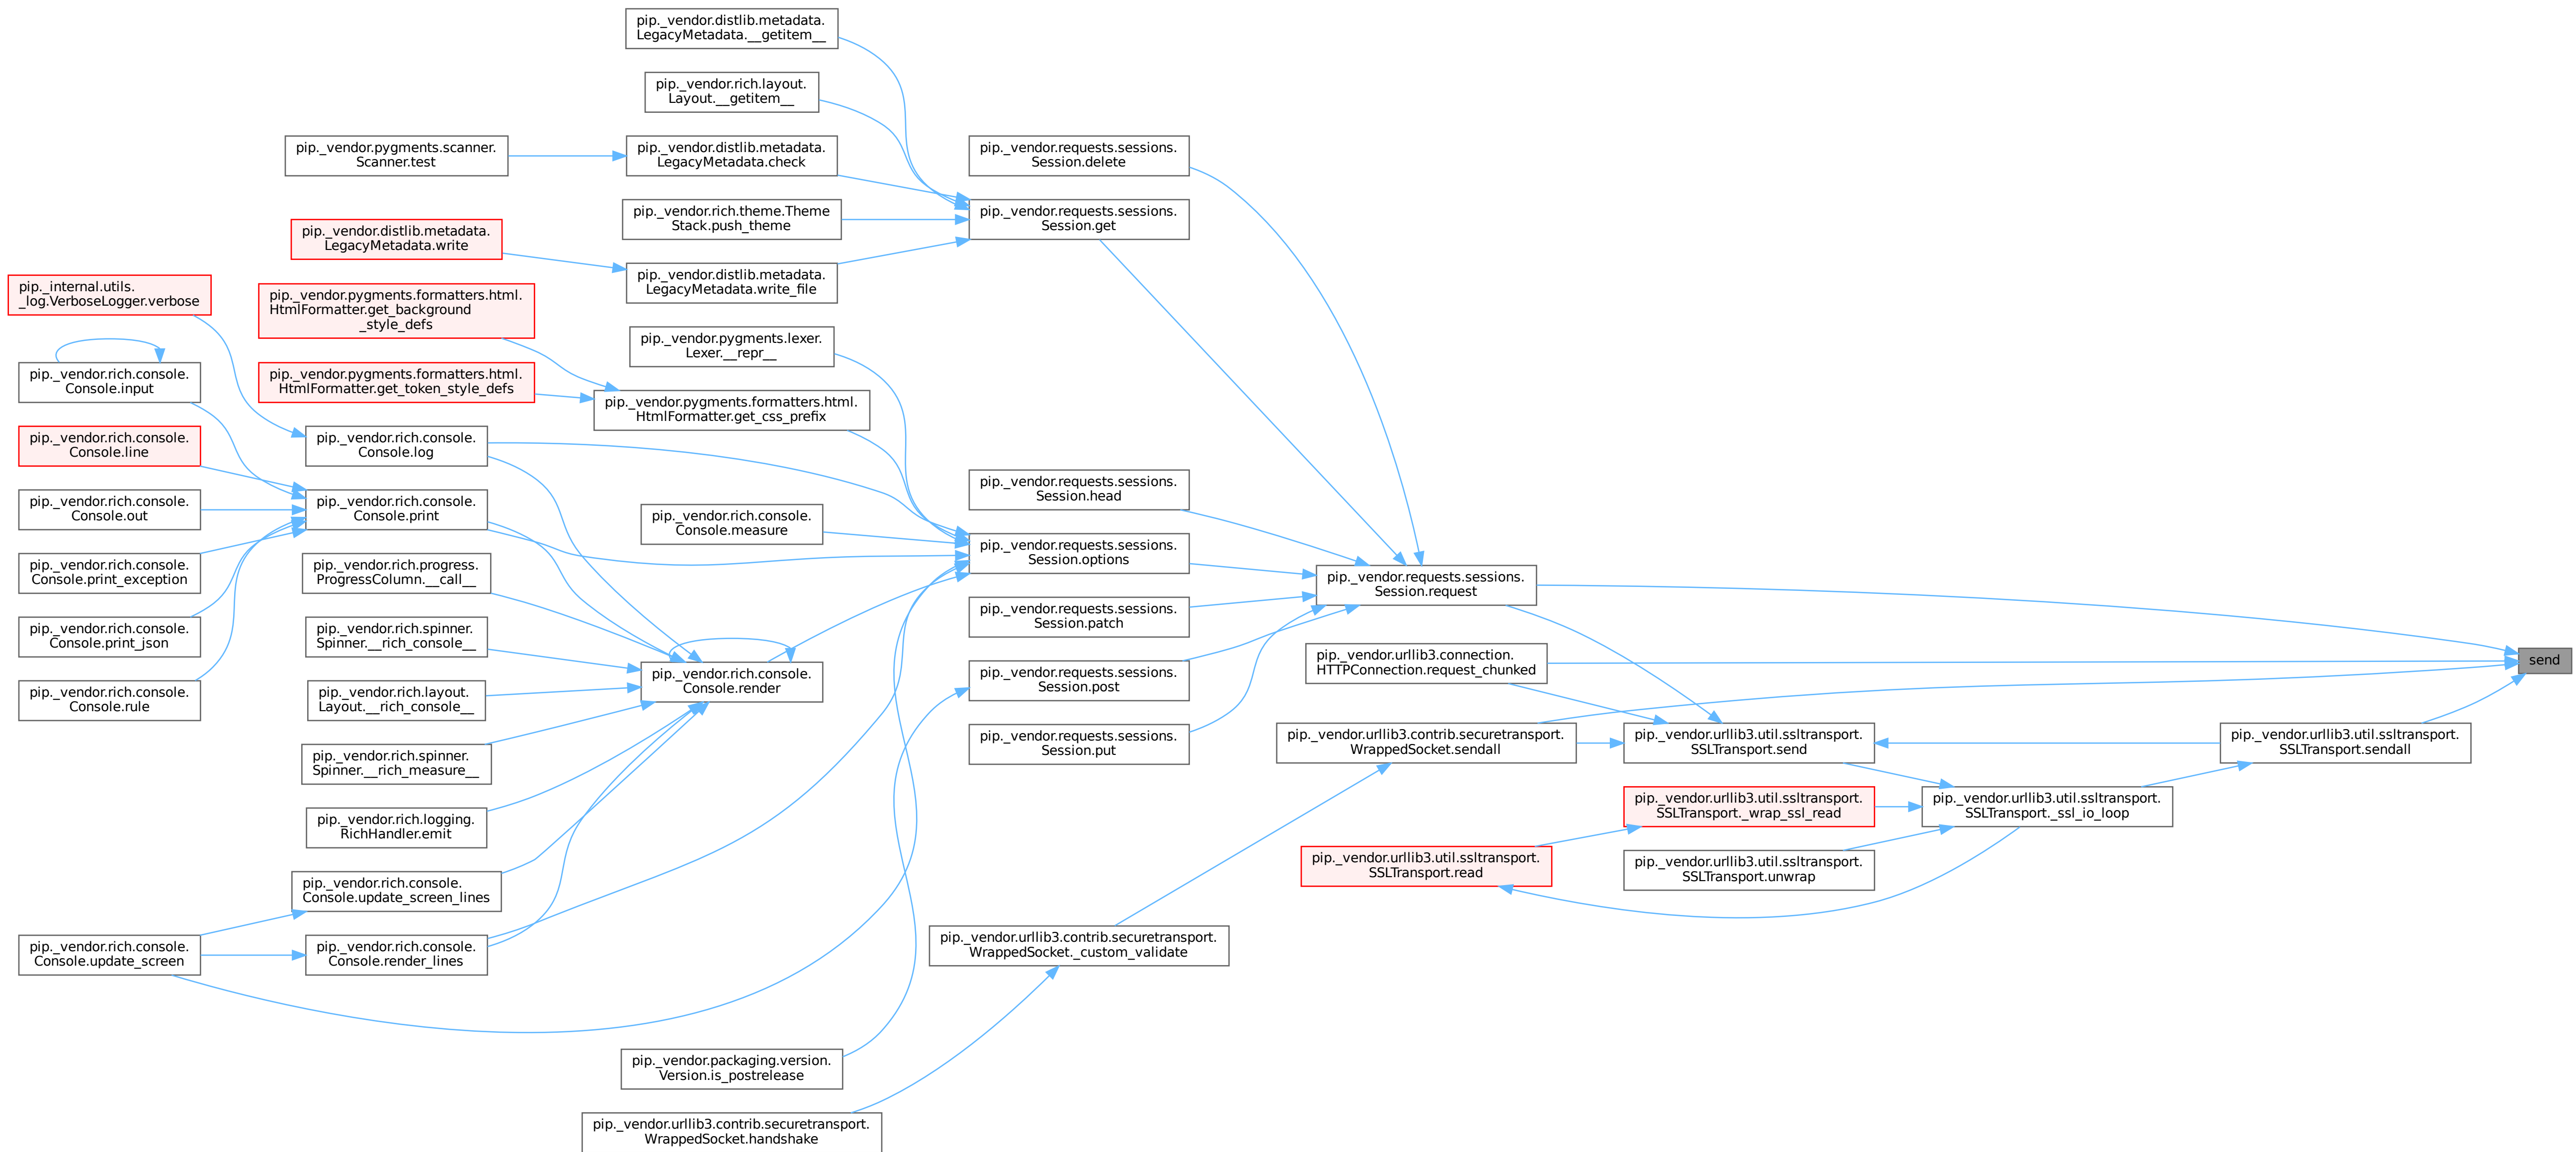 pip._vendor.distlib.metadata.
LegacyMetadata.__getitem__
pip._vendor.rich.layout.
Layout.__getitem__
pip._vendor.pygments.scanner.
Scanner.test
pip._vendor.distlib.metadata.
LegacyMetadata.check
pip._vendor.requests.sessions.
Session.delete
pip._vendor.distlib.metadata.
LegacyMetadata.write
pip._vendor.rich.theme.Theme
Stack.push_theme
pip._vendor.requests.sessions.
Session.get
pip._internal.utils.
_log.VerboseLogger.verbose
pip._vendor.pygments.formatters.html.
HtmlFormatter.get_background
_style_defs
pip._vendor.distlib.metadata.
LegacyMetadata.write_file
pip._vendor.rich.console.
Console.input
pip._vendor.pygments.formatters.html.
HtmlFormatter.get_token_style_defs
pip._vendor.pygments.lexer.
Lexer.__repr__
pip._vendor.pygments.formatters.html.
HtmlFormatter.get_css_prefix
pip._vendor.rich.console.
Console.line
pip._vendor.rich.console.
Console.log
pip._vendor.requests.sessions.
Session.head
pip._vendor.rich.console.
Console.out
pip._vendor.rich.console.
Console.print
pip._vendor.rich.console.
Console.measure
pip._vendor.requests.sessions.
Session.options
pip._vendor.rich.console.
Console.print_exception
pip._vendor.rich.progress.
ProgressColumn.__call__
pip._vendor.requests.sessions.
Session.patch
pip._vendor.requests.sessions.
Session.request
pip._vendor.rich.console.
Console.print_json
pip._vendor.rich.spinner.
Spinner.__rich_console__
pip._vendor.rich.console.
Console.render
pip._vendor.requests.sessions.
Session.post
pip._vendor.urllib3.connection.
HTTPConnection.request_chunked
send
pip._vendor.rich.console.
Console.rule
pip._vendor.rich.layout.
Layout.__rich_console__
pip._vendor.requests.sessions.
Session.put
pip._vendor.urllib3.contrib.securetransport.
WrappedSocket.sendall
pip._vendor.urllib3.util.ssltransport.
SSLTransport.send
pip._vendor.urllib3.util.ssltransport.
SSLTransport.sendall
pip._vendor.rich.spinner.
Spinner.__rich_measure__
pip._vendor.rich.logging.
RichHandler.emit
pip._vendor.urllib3.util.ssltransport.
SSLTransport._wrap_ssl_read
pip._vendor.urllib3.util.ssltransport.
SSLTransport._ssl_io_loop
pip._vendor.urllib3.util.ssltransport.
SSLTransport.read
pip._vendor.urllib3.util.ssltransport.
SSLTransport.unwrap
pip._vendor.rich.console.
Console.update_screen_lines
pip._vendor.rich.console.
Console.update_screen
pip._vendor.rich.console.
Console.render_lines
pip._vendor.urllib3.contrib.securetransport.
WrappedSocket._custom_validate
pip._vendor.packaging.version.
Version.is_postrelease
pip._vendor.urllib3.contrib.securetransport.
WrappedSocket.handshake